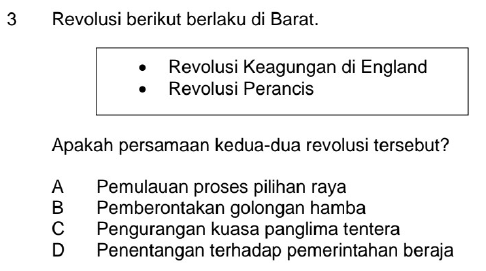 3 Revolusi berikut berlaku di Barat.
• Revolusi Keagungan di England
• Revolusi Perancis
Apakah persamaan kedua-dua revolusi tersebut?
A Pemulauan proses pilihan raya
B Pemberontakan golongan hamba
C Pengurangan kuasa panglima tentera
D Penentangan terhadap pemerintahan beraja